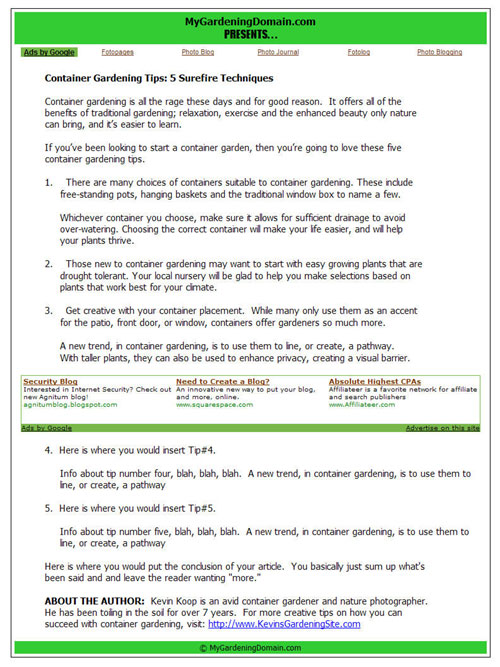 MyGardeningDomain.com
PRESENTS...
Ads by Google Fotopages Photo Blog Photo Journal Fotolog Photo Blogging
Container Gardening Tips: 5 Surefire Techniques
Container gardening is all the rage these days and for good reason. It offers all of the
benefits of traditional gardening; relaxation, exercise and the enhanced beauty only nature
can bring, and it's easier to learn.
If you've been looking to start a container garden, then you're going to love these five
container gardening tips.
1. There are many choices of containers suitable to container gardening. These include
free-standing pots, hanging baskets and the traditional window box to name a few.
Whichever container you choose, make sure it allows for sufficient drainage to avoid
over-watering. Choosing the correct container will make your life easier, and will help
your plants thrive.
2. Those new to container gardening may want to start with easy growing plants that are
drought tolerant. Your local nursery will be glad to help you make selections based on
plants that work best for your climate.
3. Get creative with your container placement. While many only use them as an accent
for the patio, front door, or window, containers offer gardeners so much more.
A new trend, in container gardening, is to use them to line, or create, a pathway.
With taller plants, they can also be used to enhance privacy, creating a visual barrier.
Security Blog
Interested in Internet Security? Check out
new Agnitum blog!
agnitumblog.blogspot.com
Need to Create a Blog?
An innovative new way to put your blog,
and more, online.
www.squarespace.com
Absolute Highest CPAs
Affiliateer is a favorite network for affiliate
and search publishers
www.Affiliateer.com
Ads by Google Advertise on this site
4. Here is where you would insert Tip#4.
Info about tip number four, blah, blah, blah. A new trend, in container gardening, is to use them to
line, or create, a pathway
5. Here is where you would insert Tip#5.
Info about tip number five, blah, blah, blah. A new trend, in container gardening, is to use them to
line, or create, a pathway
Here is where you would put the conclusion of your article. You basically just sum up what's
been said and and leave the reader wanting "more."
ABOUT THE AUTHOR: Kevin Koop is an avid container gardener and nature photographer.
He has been toiling in the soil for over 7 years. For more creative tips on how you can
succeed with container gardening, visit: http://www.KevinsGardeningSite.com
© MyGardeningDomain.com